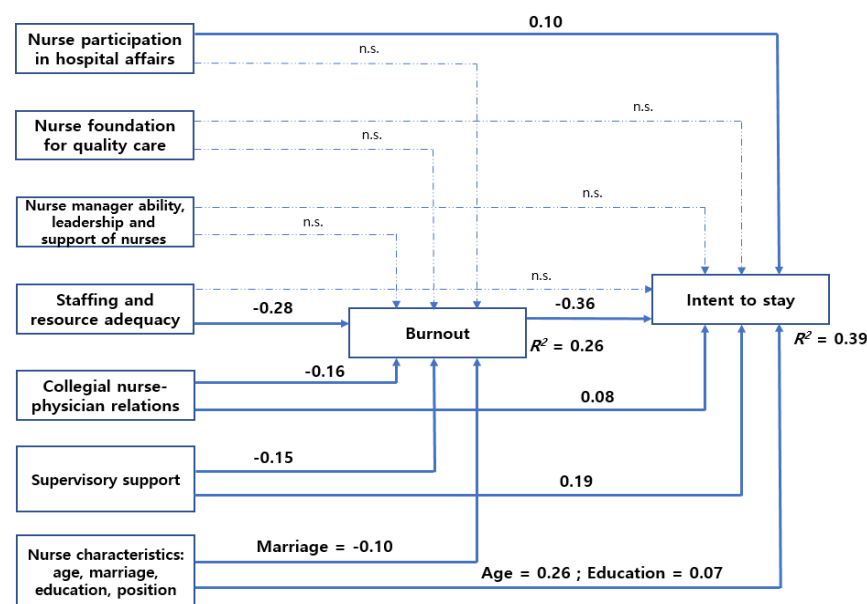 Nurse participation
in hospital affairs
0.10
n.s.
Nurse foundation
for quality care
n.s.
n.s.
Nurse manager ability,
leadership and
support of nurses
n.s.
n.s.
Staffing and
resource adequacy
n.s.
-0.28
Burnout
R² = 0.26
-0.36
Intent to stay
R² = 0.39
Collegial nurse-
physician relations
-0.16
0.08
Supervisory support
-0.15
0.19
Nurse characteristics:
age, marriage,
education, position
Marriage = -0.10
Age = 0.26 ; Education = 0.07